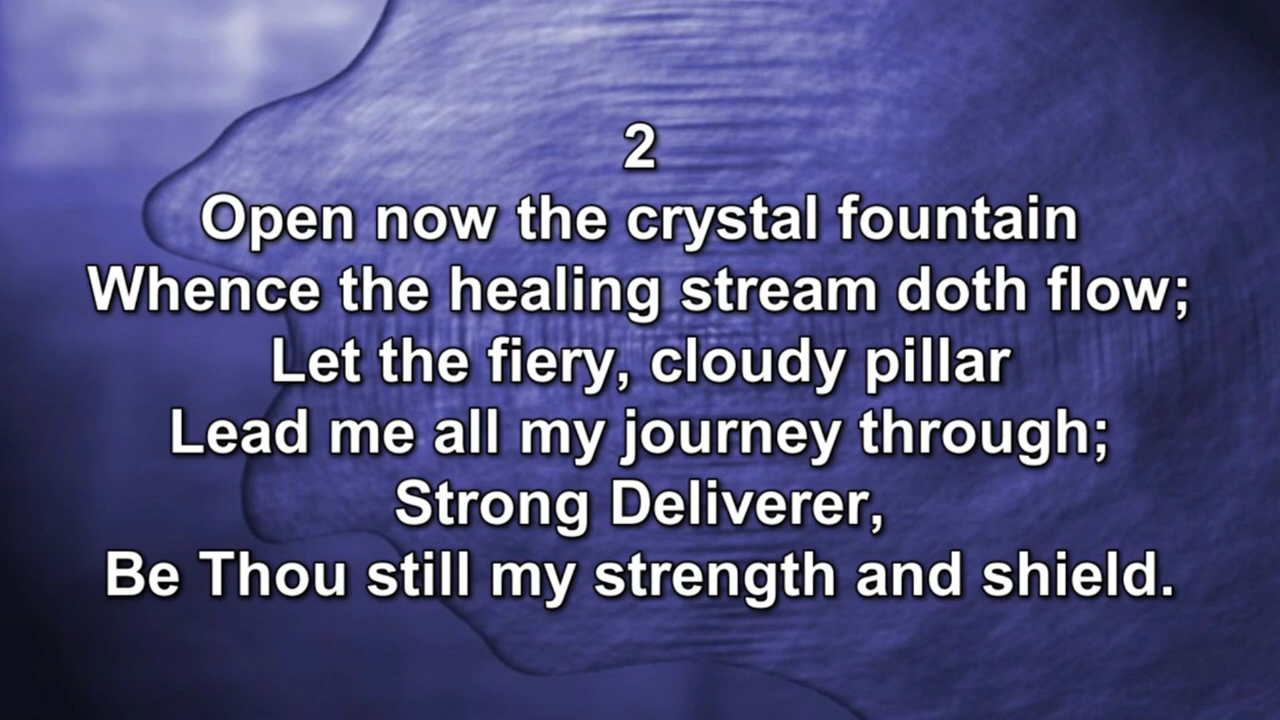 2
Open now the crystal fountain
Whence the healing stream doth flow;
Let the fiery, cloudy pillar
Lead me all my journey through;
Strong Deliverer,
Be Thou still my strength and shield.